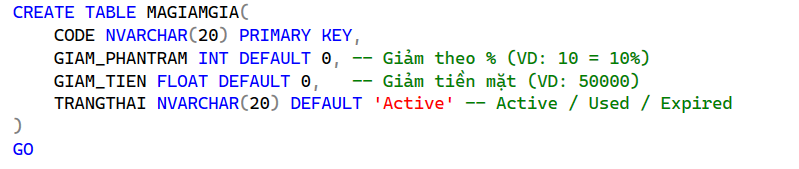 CREATE TABLE MAGIAMGIA(
    CODE NVARCHAR(20) PRIMARY KEY,
    GIAM_PHANTRAM INT DEFAULT 0, -- Giảm theo % (VD: 10 = 10%)
    GIAM_TIEN FLOAT DEFAULT 0,   -- Giảm tiền mặt (VD: 50000)
    TRANGTHAI NVARCHAR(20) DEFAULT 'Active' -- Active / Used / Expired
)
GO